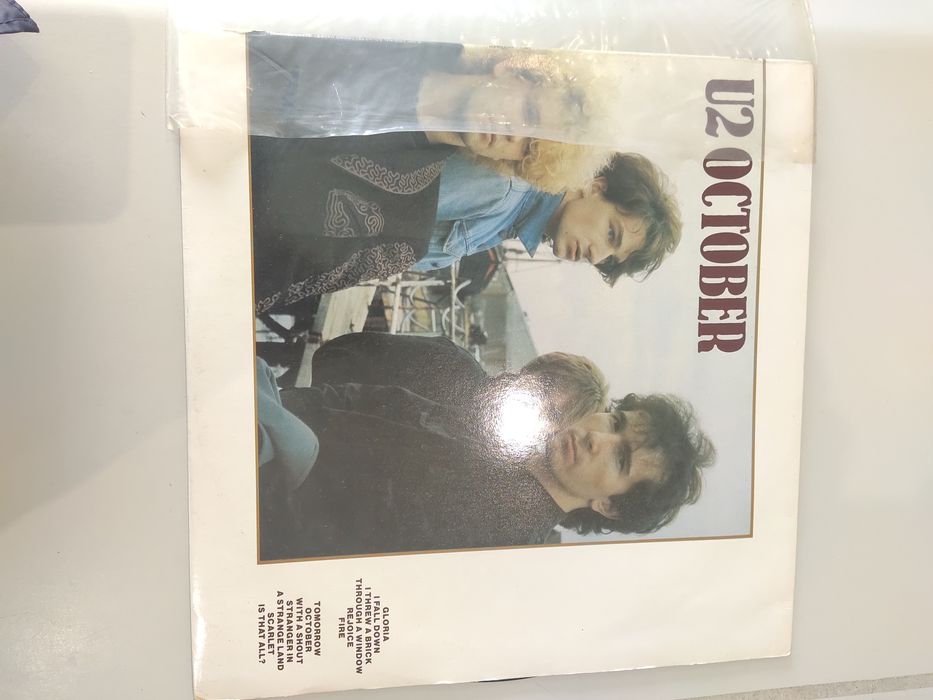 U2 OCTOBER
GLORIA
I FALL DOWN
I THREW A BRICK
THROUGH A WINDOW
REJOICE
FIRE
TOMORROW
OCTOBER
WITH A SHOUT
STRANGER IN
A STRANGE LAND
SCARLET
IS THAT ALL?